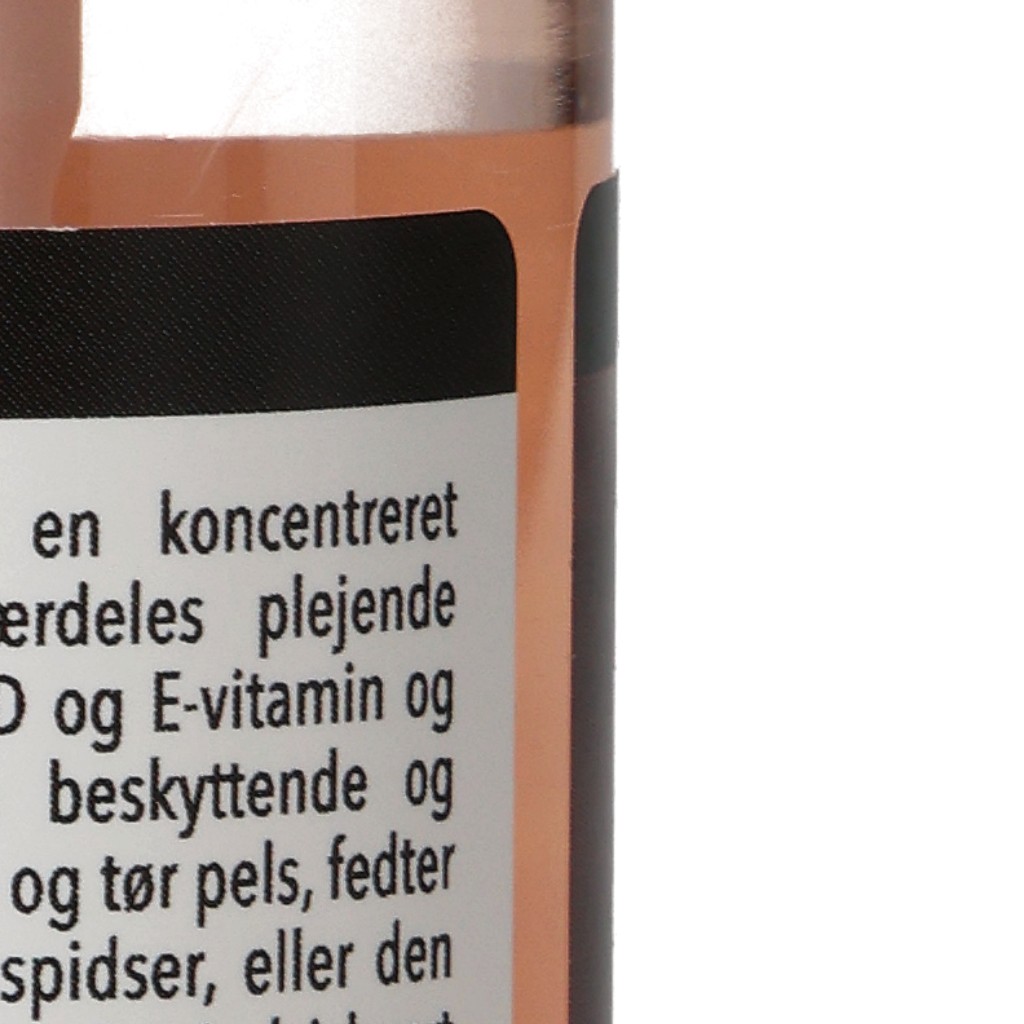 en koncentreret
ærdeles plejende
D og E-vitamin og
beskyttende og
og tør pels, fedter
spidser, eller den